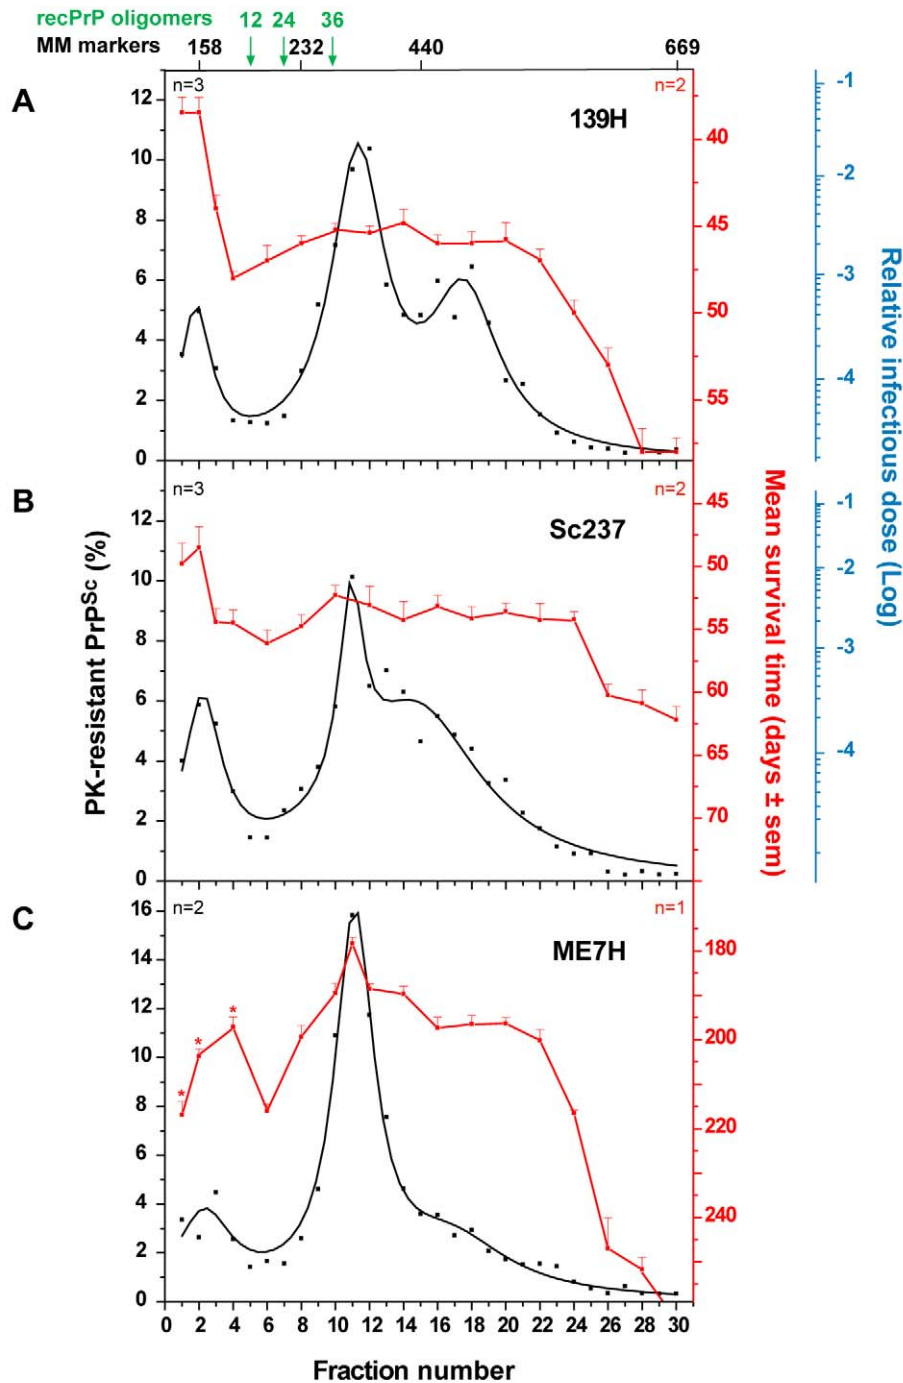 recPrP oligomers 12 24 36
MM markers 158 232 440 669
A
n=3
n=2
139H
12
10
8
6
4
2
0
40
45
50
55
-1
-2
-3
-4
B
n=3
n=2
Sc237
12
10
8
6
4
2
0
45
50
55
60
65
70
-1
-2
-3
-4
PK-resistant PrPSc (%)
Mean survival time (days ± sem)
Relative infectious dose (Log)
C
n=2
n=1
ME7H
16
14
12
10
8
6
4
2
0
* * *
180
200
220
240
0 2 4 6 8 10 12 14 16 18 20 22 24 26 28 30
Fraction number